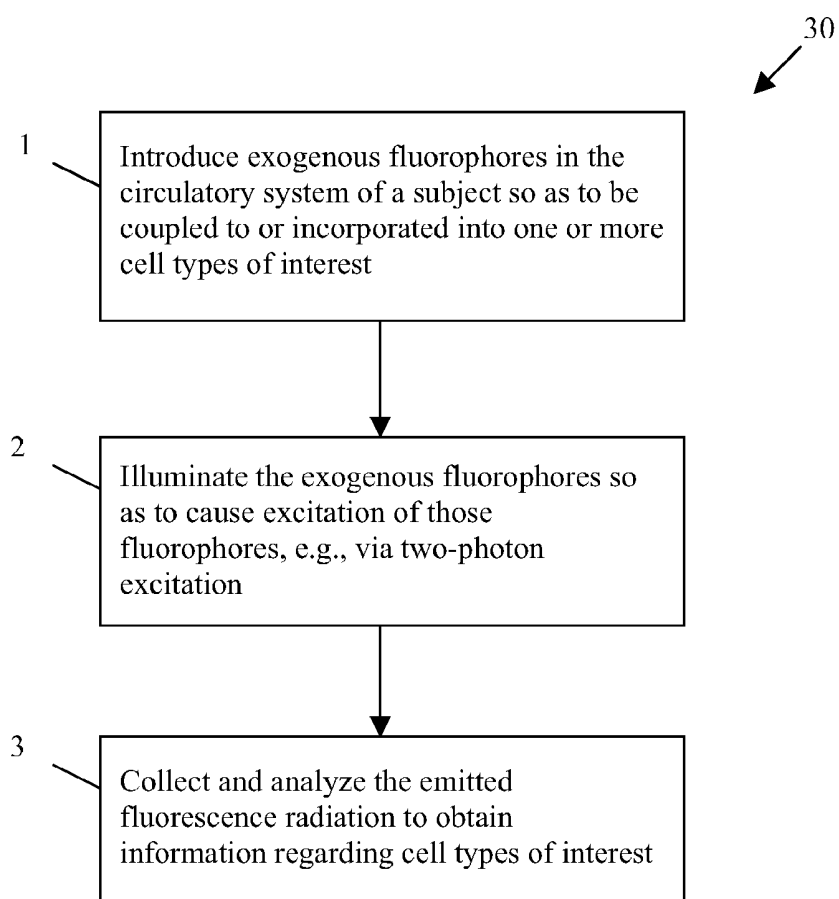 30
1
Introduce exogenous fluorophores in the
circulatory system of a subject so as to be
coupled to or incorporated into one or more
cell types of interest
2
Illuminate the exogenous fluorophores so
as to cause excitation of those
fluorophores, e.g., via two-photon
excitation
3
Collect and analyze the emitted
fluorescence radiation to obtain
information regarding cell types of interest